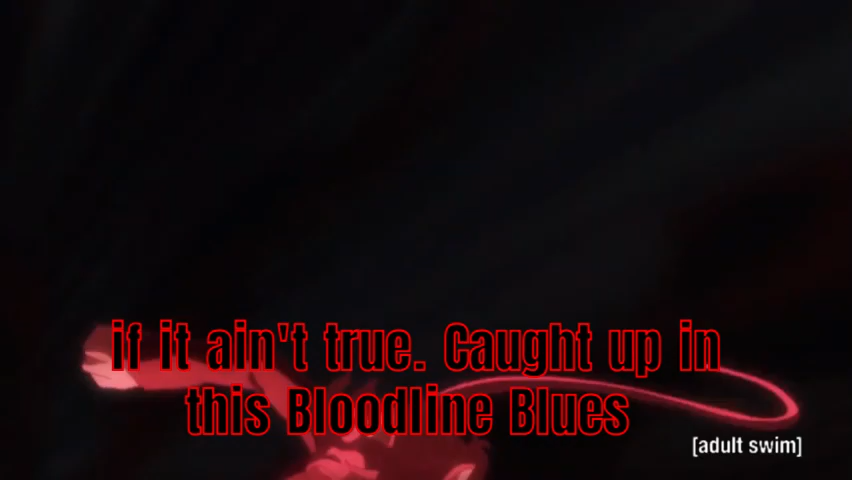 if it ain't true. Caught up in
this Bloodline Blues
[adult swim]